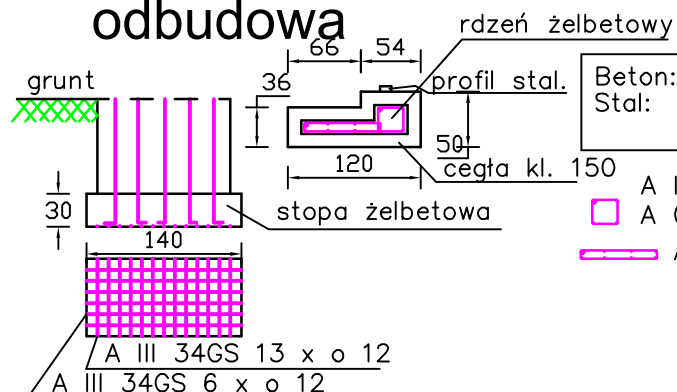 odbudowa
rdzeń żelbetowy
66 54
grunt
36
profil stal.
Beton:
Stal:
50
120
cegła kl. 150
A I
30
stopa żelbetowa
A
140
A III 34GS 13 x o 12
A III 34GS 6 x o 12